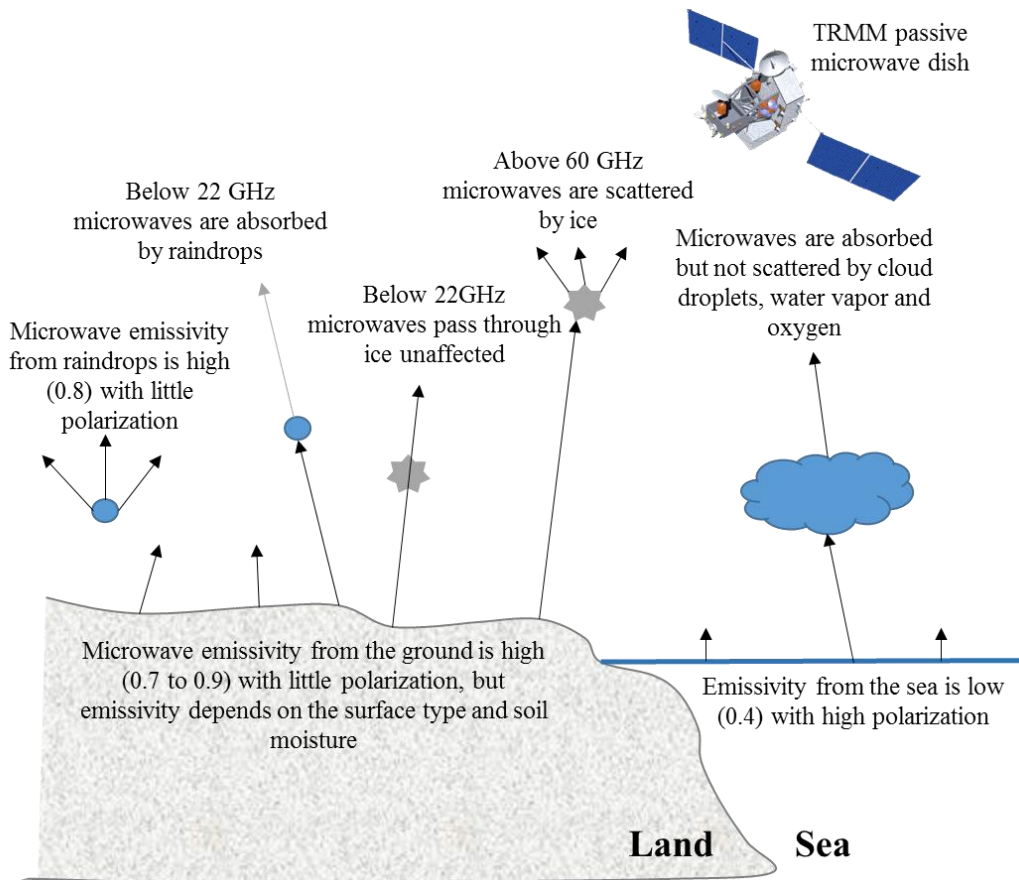 TRMM passive
microwave dish
Below 22 GHz
microwaves are absorbed
by raindrops
Above 60 GHz
microwaves are scattered
by ice
Microwaves are absorbed
but not scattered by cloud
droplets, water vapor and
oxygen
Below 22GHz
microwaves pass through
ice unaffected
Microwave emissivity
from raindrops is high
(0.8) with little
polarization
Microwave emissivity from the ground is high
(0.7 to 0.9) with little polarization, but
emissivity depends on the surface type and soil
moisture
Emissivity from the sea is low
(0.4) with high polarization
Land
Sea